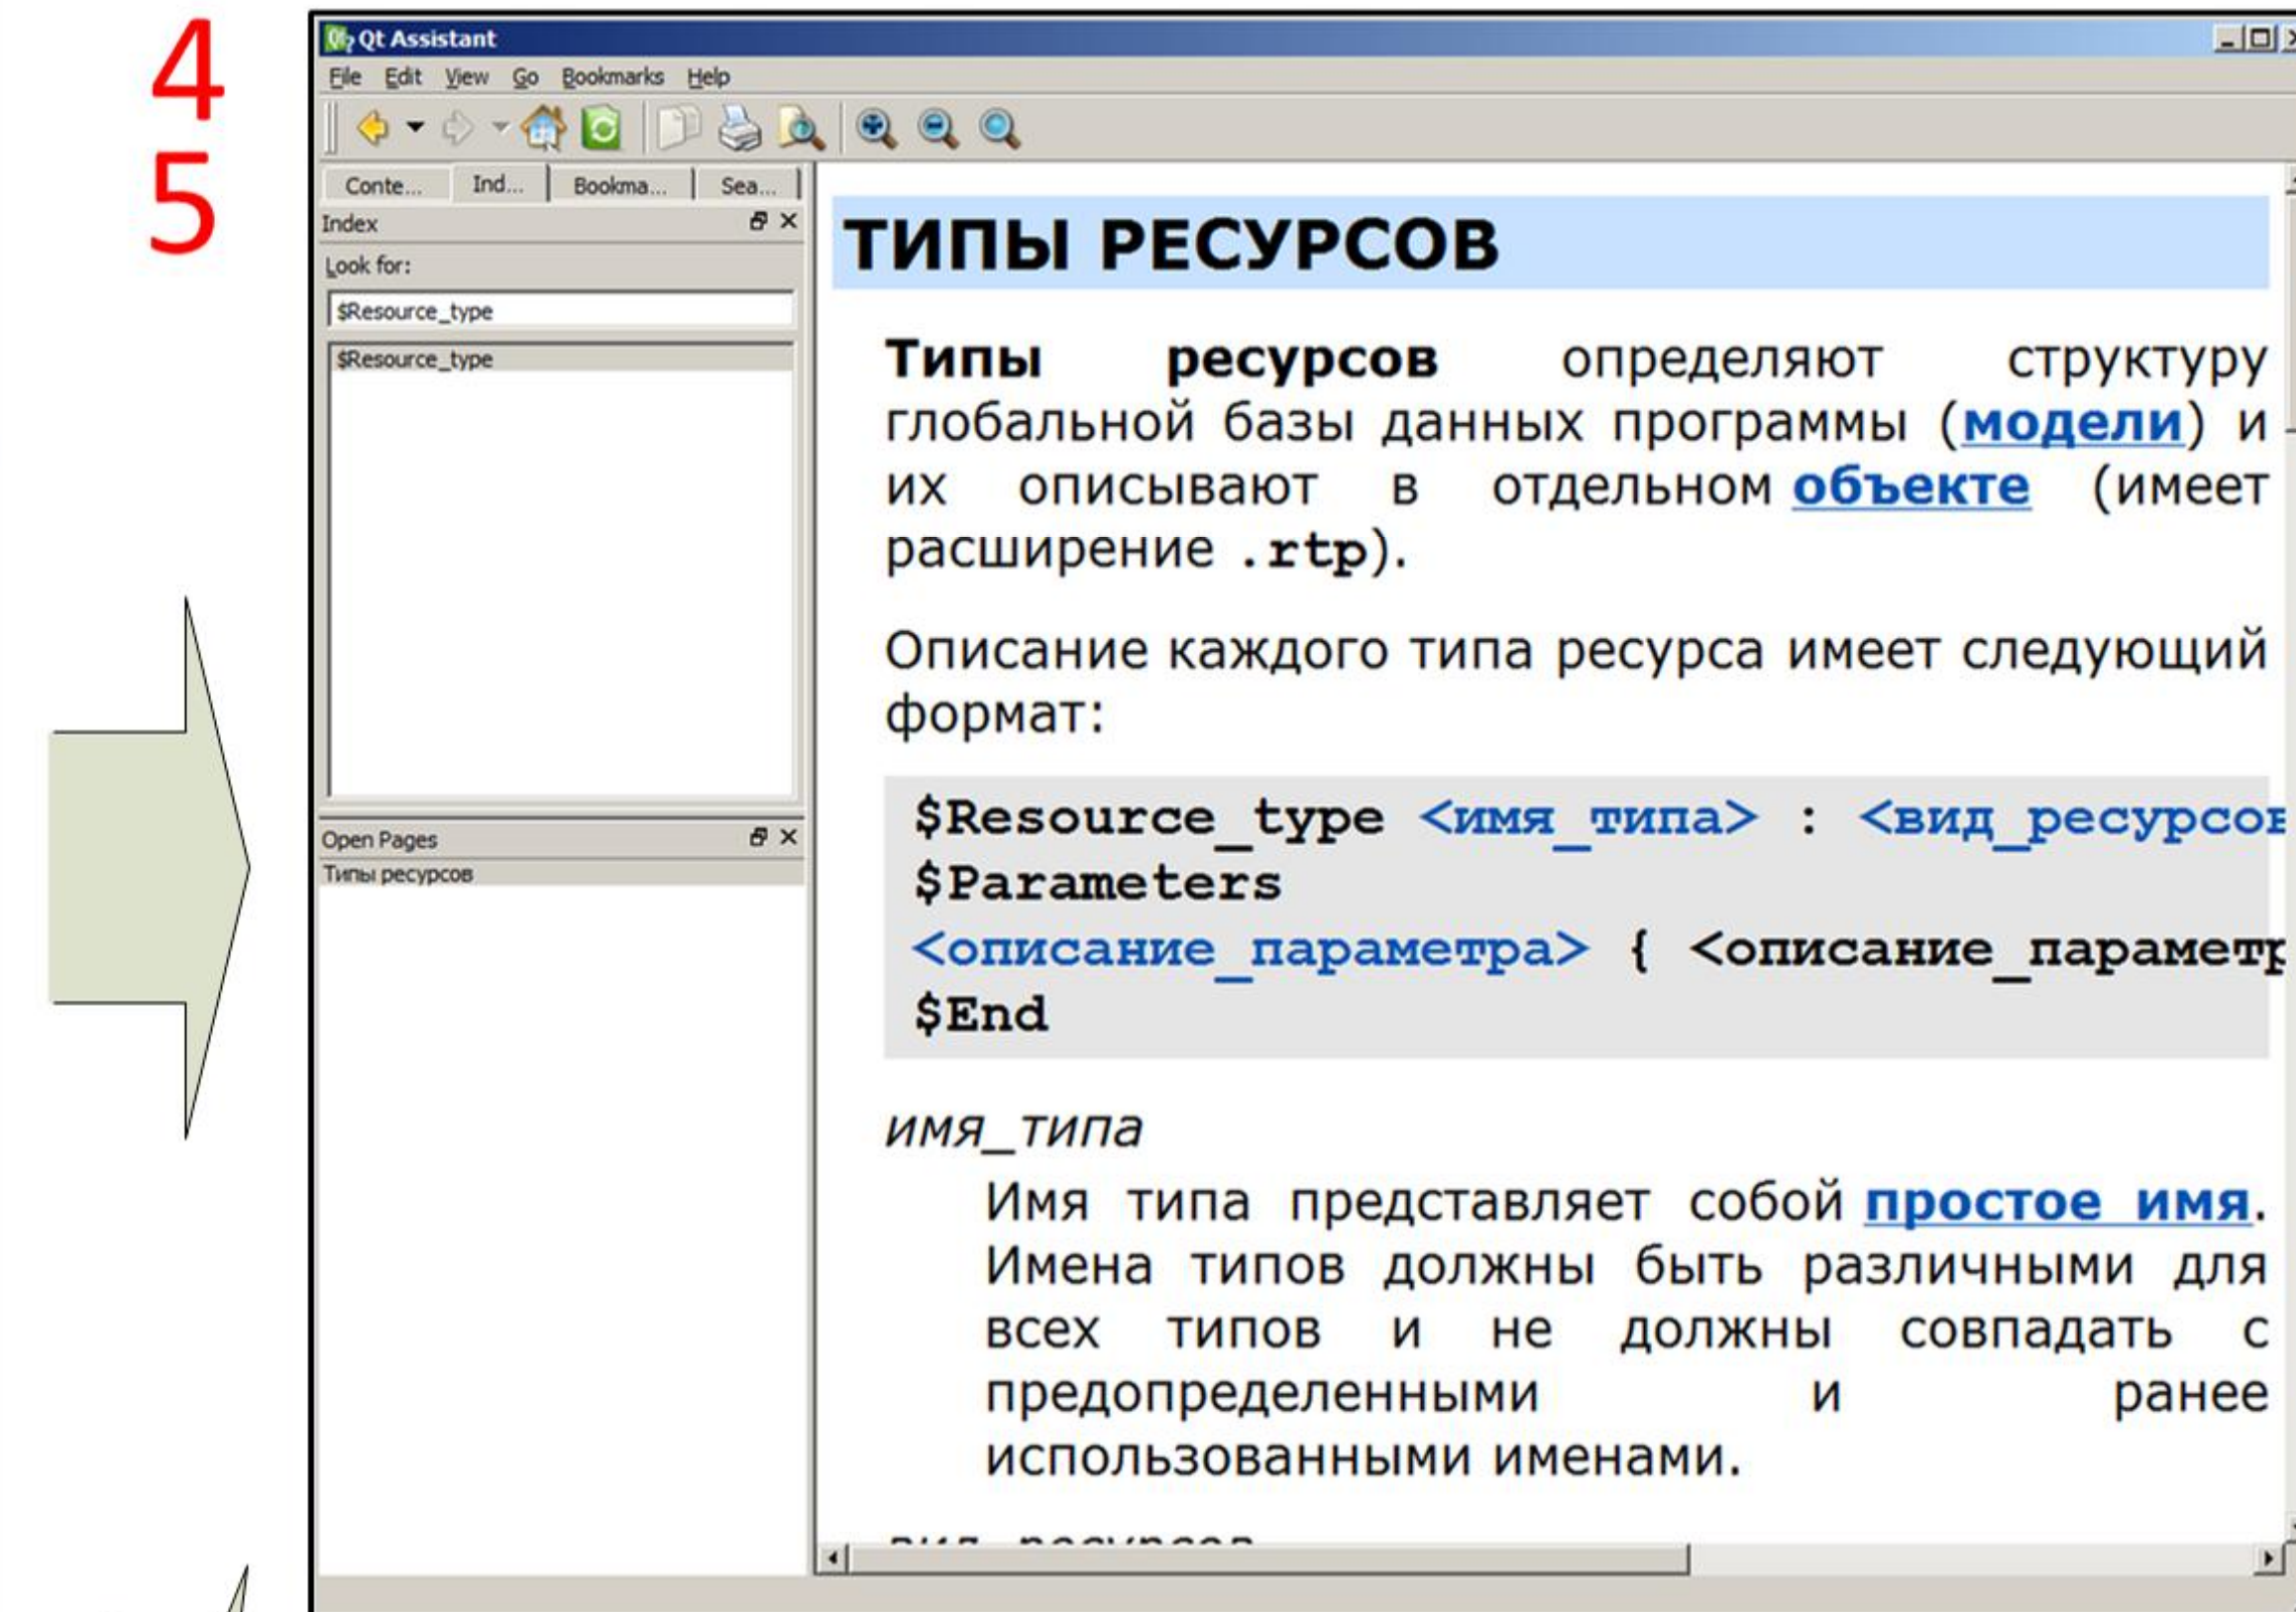 4
5
Qt Assistant
File Edit View Go Bookmarks Help
Conte... Ind... Bookma... Sea...
Index
Look for:
$Resource_type
$Resource_type
Open Pages
Типы ресурсов
ТИПЫ РЕСУРСОВ
Типы ресурсов определяют структуру
глобальной базы данных программы (модели) и
их описывают в отдельном объекте (имеет
расширение .rtp).
Описание каждого типа ресурса имеет следующий
формат:
$Resource_type <имя_типа> : <вид_ресурсов
$Parameters
<описание_параметра> { <описание_параметр
$End
имя_типа
Имя типа представляет собой простое имя.
Имена типов должны быть различными для
всех типов и не должны совпадать с
предопределенными и ранее
использованными именами.
вид_ресурсов